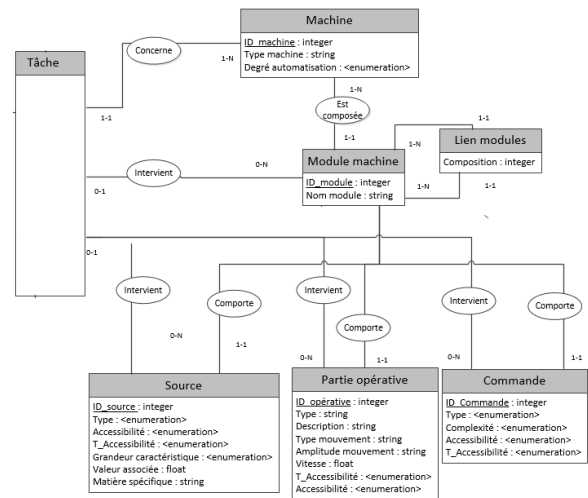 Machine
ID_machine : integer
Type machine : string
Degré automatisation : <enumeration>
Concerne
1-N
Tâche
1-1
1-N
Est
composée
1-1
1-1
1-N
Lien modules
Composition : integer
Module machine
ID_module : integer
Nom module : string
Intervient
0-N
0-1
1-N
1-1
0-1
Intervient
Comporte
Intervient
Comporte
Intervient
Comporte
0-N
1-1
0-N
1-1
0-N
1-1
Source
ID_source : integer
Type : <enumeration>
Accessibilité : <enumeration>
T_Accessibilité : <enumeration>
Grandeur caractéristique : <enumeration>
Valeur associée : float
Matière spécifique : string
Partie opérative
ID_opérative : integer
Type : string
Description : string
Type mouvement : string
Amplitude mouvement : string
Vitesse : float
T_Accessibilité : <enumeration>
Accessibilité : <enumeration>
Commande
ID_Commande : integer
Type : <enumeration>
Complexité : <enumeration>
Accessibilité : <enumeration>
T_Accessibilité : <enumeration>